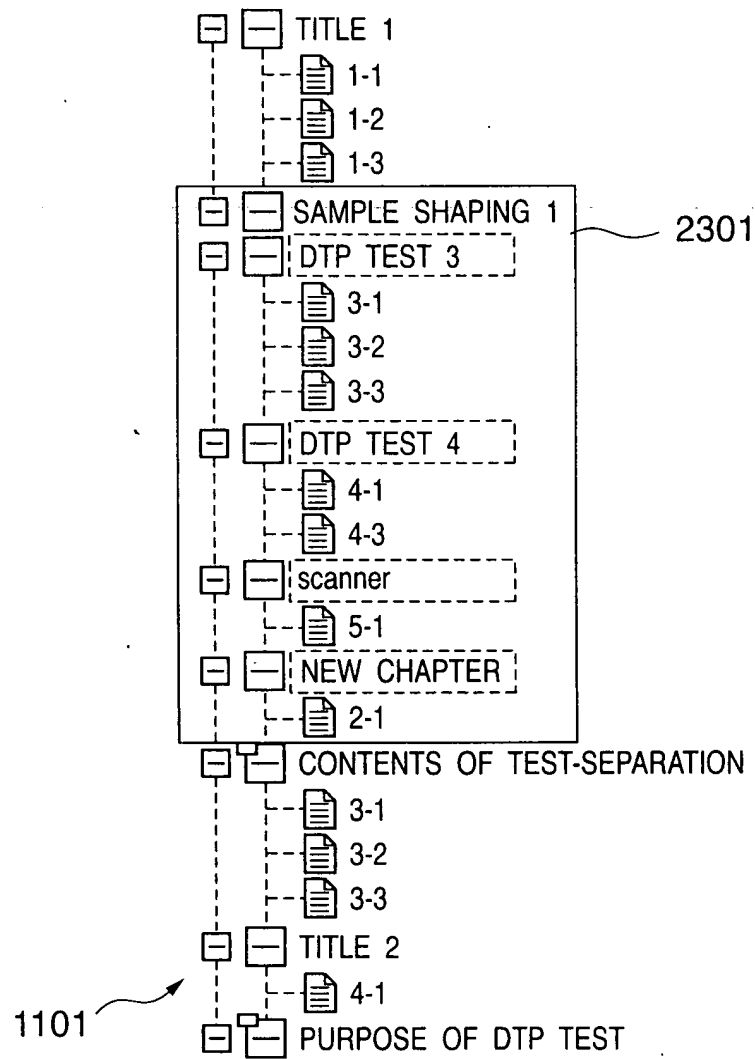 TITLE 1
1-1
1-2
1-3
SAMPLE SHAPING 1
2301
DTP TEST 3
3-1
3-2
3-3
DTP TEST 4
4-1
4-3
scanner
5-1
NEW CHAPTER
2-1
CONTENTS OF TEST-SEPARATION
3-1
3-2
3-3
TITLE 2
4-1
1101
PURPOSE OF DTP TEST